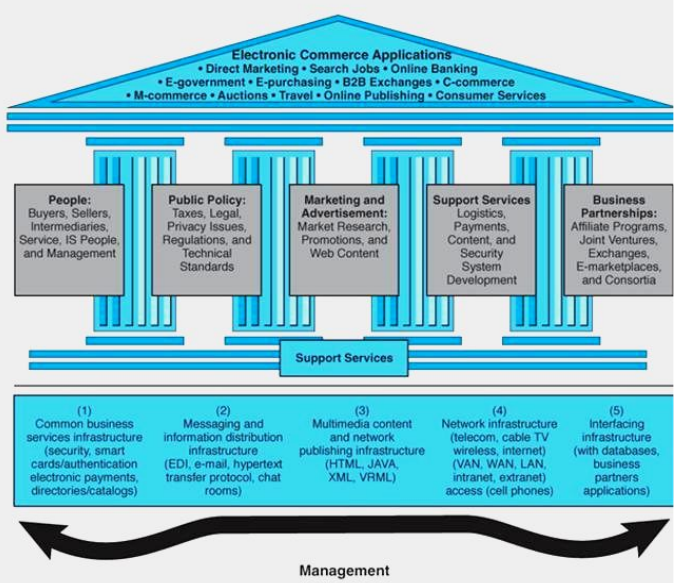 Electronic Commerce Applications
• Direct Marketing • Search Jobs • Online Banking
• E-government • E-purchasing • B2B Exchanges • C-commerce
• M-commerce • Auctions • Travel • Online Publishing • Consumer Services
People:
Buyers, Sellers,
Intermediaries,
Service, IS People,
and Management
Public Policy:
Taxes, Legal,
Privacy Issues,
Regulations, and
Technical
Standards
Marketing and
Advertisement:
Market Research,
Promotions, and
Web Content
Support Services
Logistics,
Payments,
Content, and
Security
System
Development
Business
Partnerships:
Affiliate Programs,
Joint Ventures,
Exchanges,
E-marketplaces,
and Consortia
Support Services
(1)
Common business
services infrastructure
(security, smart
cards/authentication
electronic payments,
directories/catalogs)
(2)
Messaging and
information distribution
infrastructure
(EDI, e-mail, hypertext
transfer protocol, chat
rooms)
(3)
Multimedia content
and network
publishing infrastructure
(HTML, JAVA,
XML, VRML)
(4)
Network infrastructure
(telecom, cable TV
wireless, internet)
(VAN, WAN, LAN,
intranet, extranet)
access (cell phones)
(5)
Interfacing
infrastructure
(with databases,
business
partners
applications)
Management